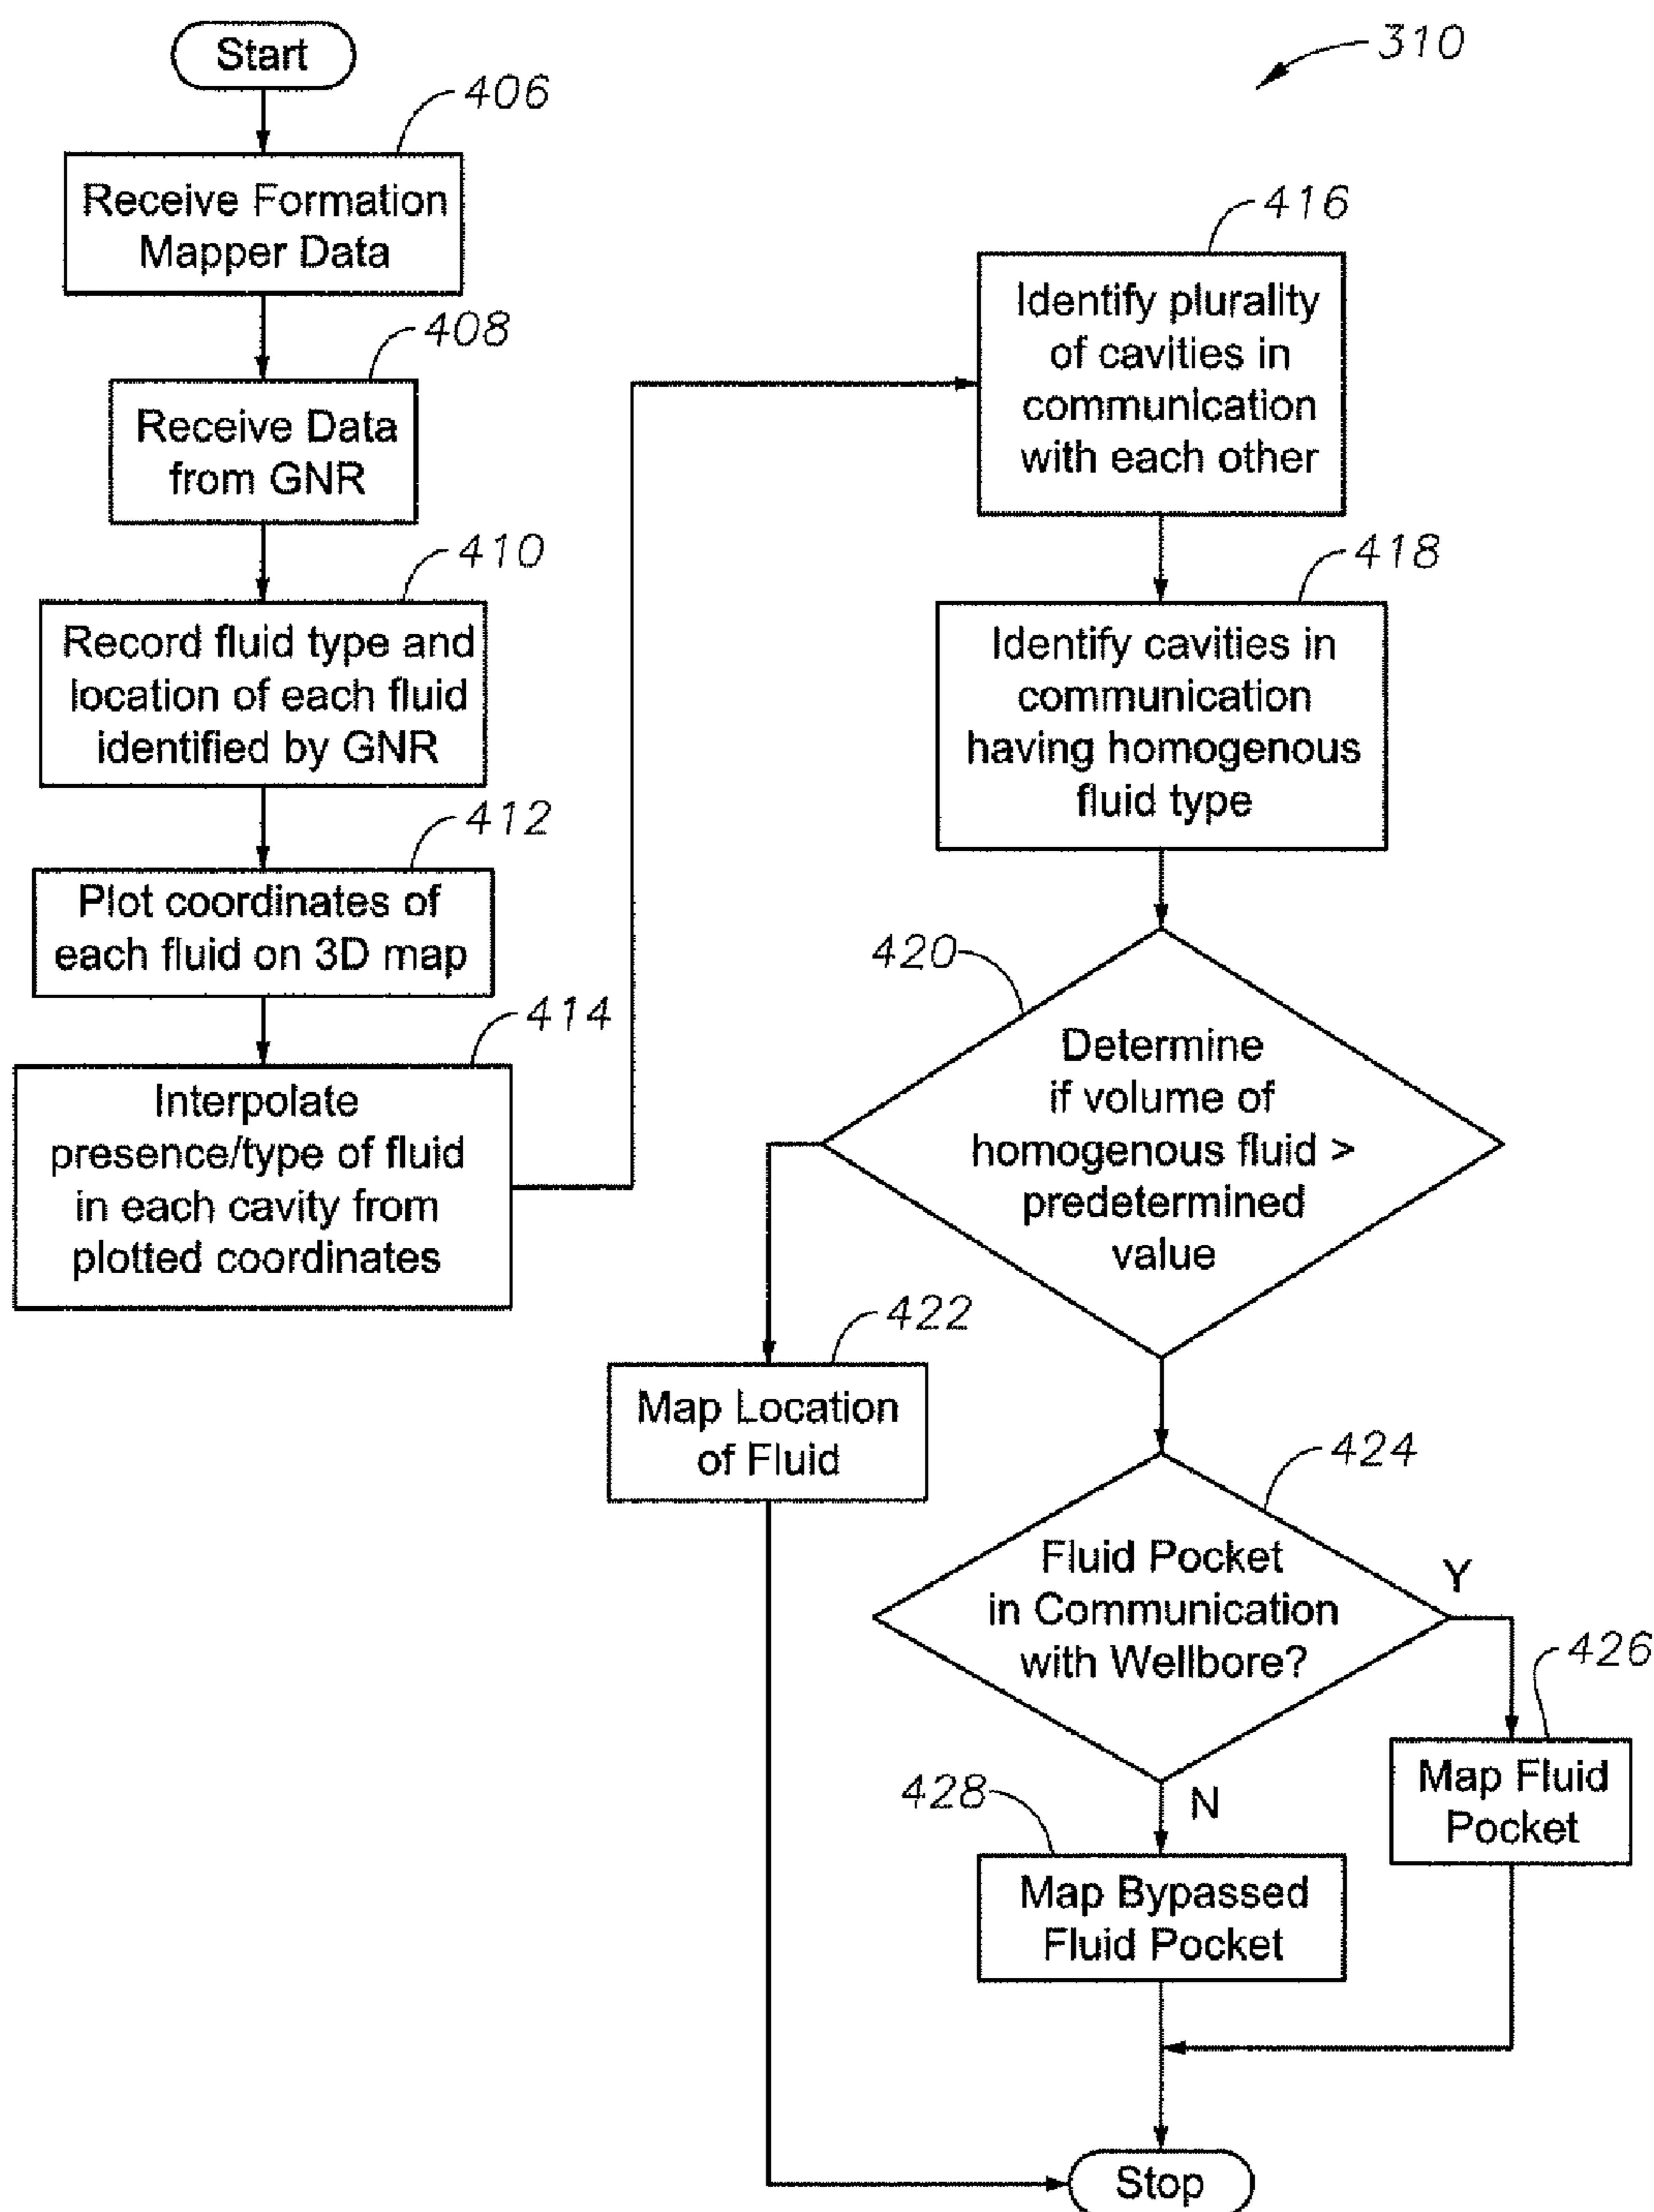 Start
310
406
Receive Formation
Mapper Data
408
Receive Data
from GNR
410
Record fluid type and
location of each fluid
identified by GNR
412
Plot coordinates of
each fluid on 3D map
414
Interpolate
presence/type of fluid
in each cavity from
plotted coordinates
416
Identify plurality
of cavities in
communication
with each other
418
Identify cavities in
communication
having homogenous
fluid type
420
Determine
if volume of
homogenous fluid >
predetermined
value
422
Map Location
of Fluid
424
Fluid Pocket
in Communication
with Wellbore?
Y
426
Map Fluid
Pocket
N
428
Map Bypassed
Fluid Pocket
Stop